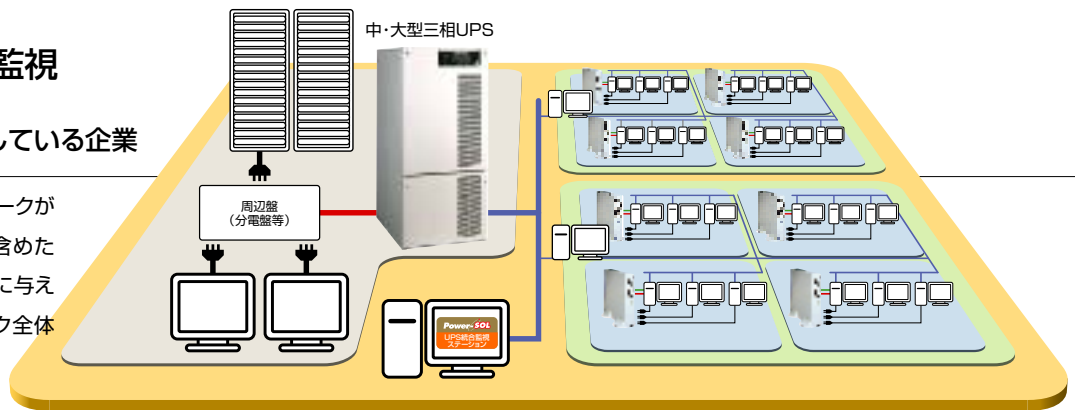 監視
している企業
ークが
含めた
に与え
ク全体
中・大型三相UPS
周辺盤
（分電盤等）
Power-SOL
UPS統合監視
ステーション